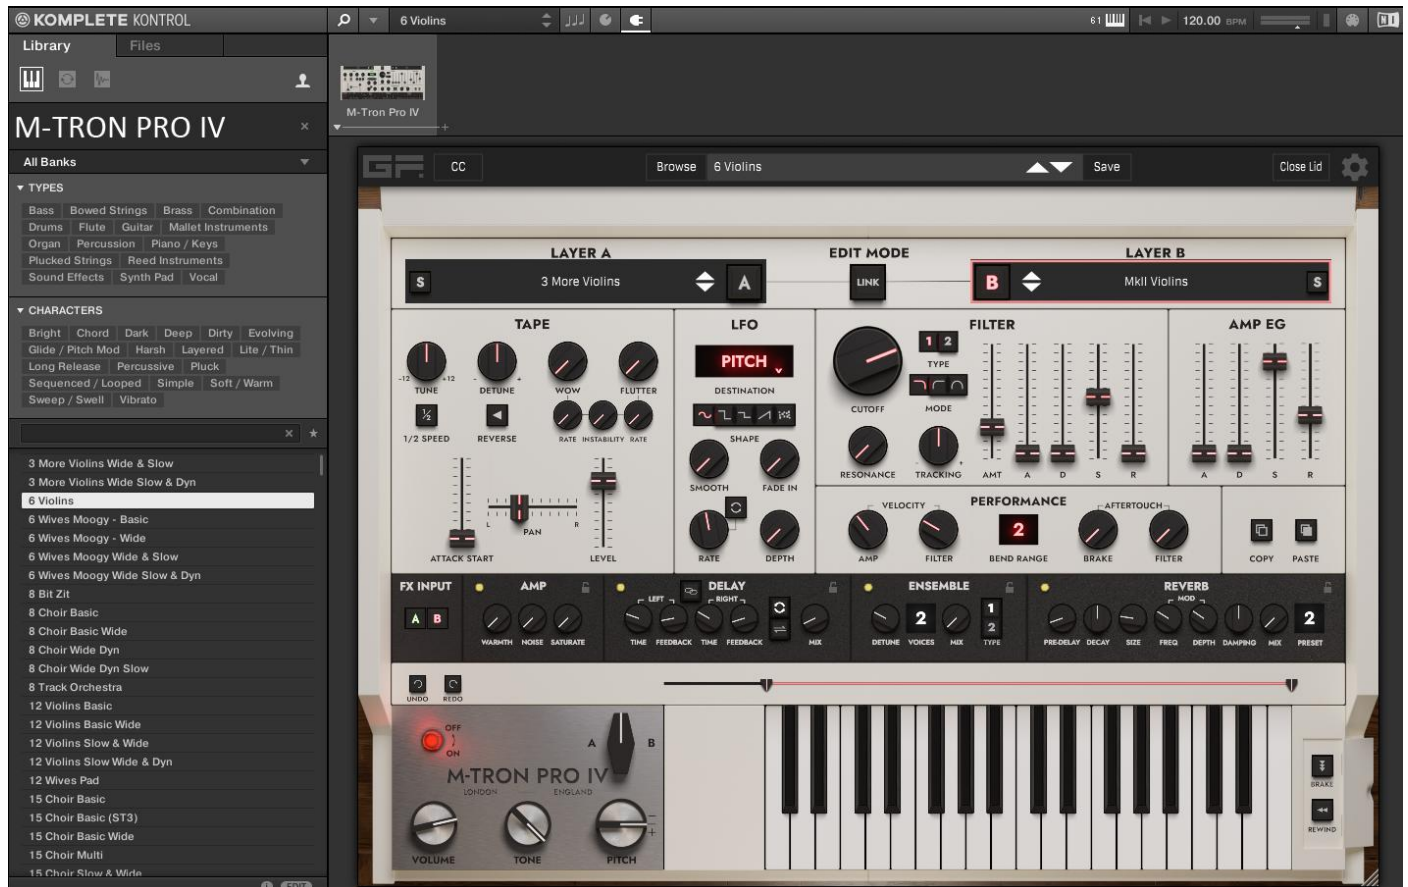 KOMPLETE KONTROL
6 Violins
61
120.00 BPM
Library
Files
M-Tron Pro IV
M-TRON PRO IV
All Banks
TYPES
Bass Bowed Strings Brass Combination
Drums Flute Guitar Mallet Instruments
Organ Percussion Piano / Keys
Plucked Strings Reed Instruments
Sound Effects Synth Pad Vocal
CHARACTERS
Bright Chord Dark Deep Dirty Evolving
Glide / Pitch Mod Harsh Layered Lite / Thin
Long Release Percussive Pluck
Sequenced / Looped Simple Soft / Warm
Sweep / Swell Vibrato
3 More Violins Wide & Slow
3 More Violins Wide Slow & Dyn
6 Violins
6 Wives Moogy - Basic
6 Wives Moogy - Wide
6 Wives Moogy Wide & Slow
6 Wives Moogy Wide Slow & Dyn
8 Bit Zit
8 Choir Basic
8 Choir Basic Wide
8 Choir Wide Dyn
8 Choir Wide Dyn Slow
8 Track Orchestra
12 Violins Basic
12 Violins Basic Wide
12 Violins Slow & Wide
12 Violins Slow Wide & Dyn
12 Wives Pad
15 Choir Basic
15 Choir Basic (ST3)
15 Choir Basic Wide
15 Choir Multi
15 Choir Slow & Wide
EDIT
GF CC Browse 6 Violins Save Close Lid
LAYER A EDIT MODE LAYER B
S 3 More Violins A LINK B MkII Violins S
TAPE
-12 +12 - +
TUNE DETUNE WOW FLUTTER
½
1/2 SPEED REVERSE RATE INSTABILITY RATE
L R
PAN
ATTACK START LEVEL
LFO
PITCH
DESTINATION
SHAPE
SMOOTH FADE IN
RATE DEPTH
FILTER
1 2
TYPE
CUTOFF MODE
- +
RESONANCE TRACKING AMT A D S R
AMP EG
A D S R
PERFORMANCE
VELOCITY AFTERTOUCH
2
AMP FILTER BEND RANGE BRAKE FILTER
COPY PASTE
FX INPUT
A B
AMP
WARMTH NOISE SATURATE
DELAY
LEFT RIGHT
TIME FEEDBACK TIME FEEDBACK MIX
ENSEMBLE
2 1
2
DETUNE VOICES MIX TYPE
REVERB
MOD
2
PRE-DELAY DECAY SIZE FREQ DEPTH DAMPING MIX PRESET
UNDO REDO
OFF
ON
A B
M-TRON PRO IV
LONDON ENGLAND
- +
VOLUME TONE PITCH
BRAKE
REWIND